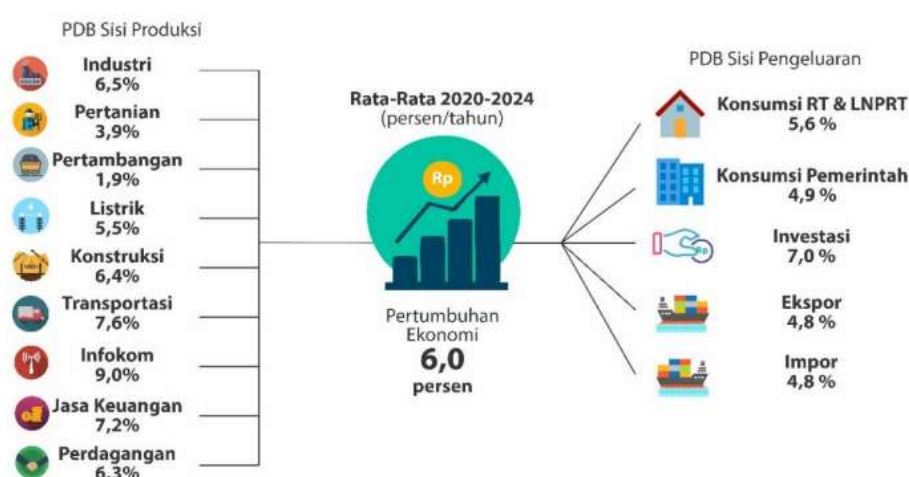 PDB Sisi Produksi
Industri
6,5%
Pertanian
3,9%
Pertambangan
1,9%
Listrik
5,5%
Konstruksi
6,4%
Transportasi
7,6%
Infokom
9,0%
Jasa Keuangan
7,2%
Perdagangan
6,3%
Rata-Rata 2020-2024
(persen/tahun)
Rp
Pertumbuhan
Ekonomi
6,0
persen
PDB Sisi Pengeluaran
Konsumsi RT & LNPRT
5,6 %
Konsumsi Pemerintah
4,9 %
Investasi
7,0 %
Rp
Ekspor
4,8 %
Impor
4,8 %